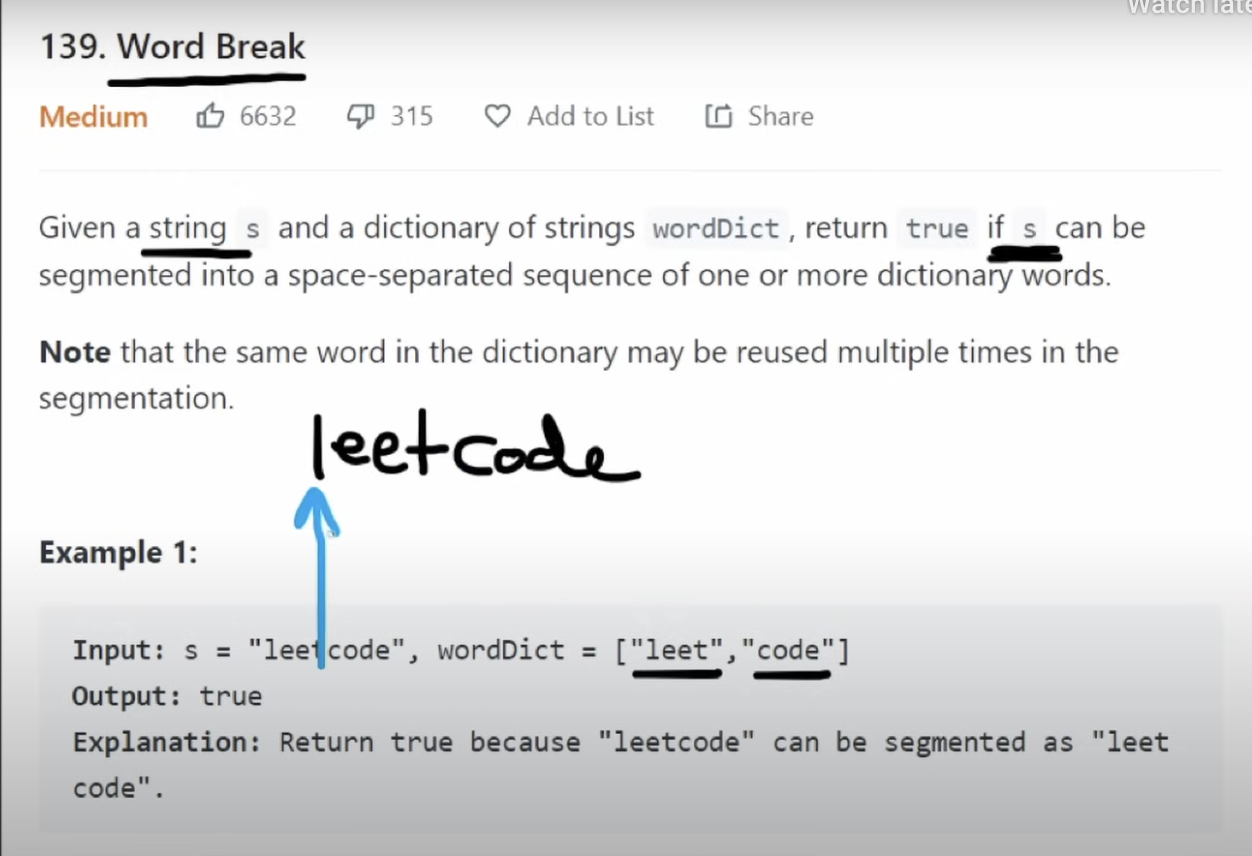 Watch late
139. Word Break
Medium 6632 315 Add to List Share
Given a string s and a dictionary of strings wordDict, return true if s can be
segmented into a space-separated sequence of one or more dictionary words.
Note that the same word in the dictionary may be reused multiple times in the
segmentation.
leetcode
Example 1:
Input: s = "leetcode", wordDict = ["leet","code"]
Output: true
Explanation: Return true because "leetcode" can be segmented as "leet
code".